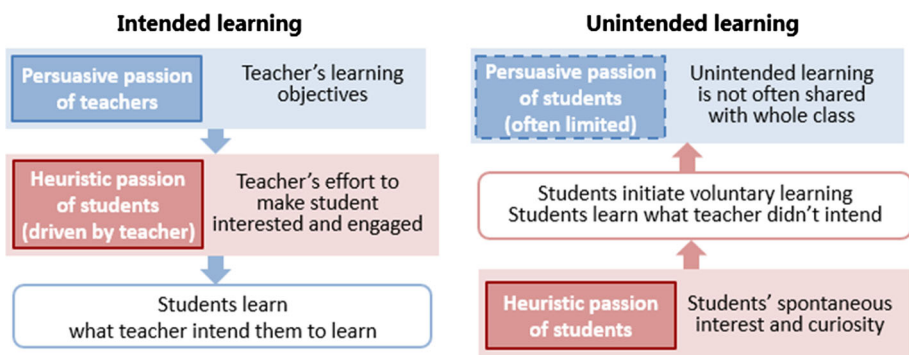 Intended learning
Persuasive passion
of teachers
Teacher's learning
objectives
Heuristic passion
of students
(driven by teacher)
Teacher's effort to
make student
interested and engaged
Students learn
what teacher intend them to learn
Unintended learning
Persuasive passion
of students
(often limited)
Unintended learning
is not often shared
with whole class
Students initiate voluntary learning
Students learn what teacher didn't intend
Heuristic passion
of students
Students' spontaneous
interest and curiosity